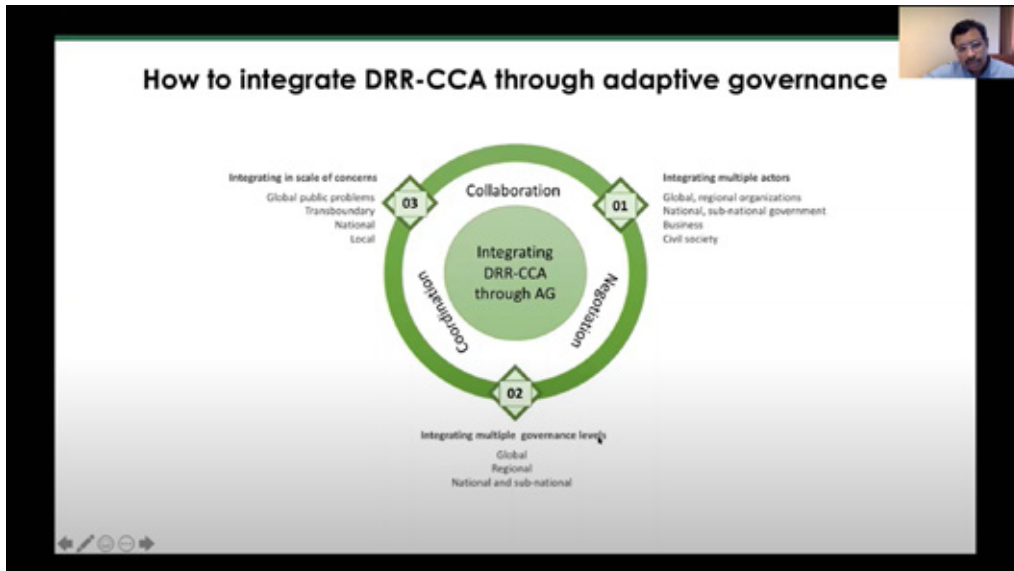 How to integrate DRR-CCA through adaptive governance
Integrating in scale of concerns
Global public problems
Transboundary
National
Local
03
Collaboration
01
Integrating multiple actors
Global, regional organizations
National, sub-national government
Business
Civil society
Integrating
DRR-CCA
through AG
Coordination
Negotiation
02
Integrating multiple governance levels
Global
Regional
National and sub-national